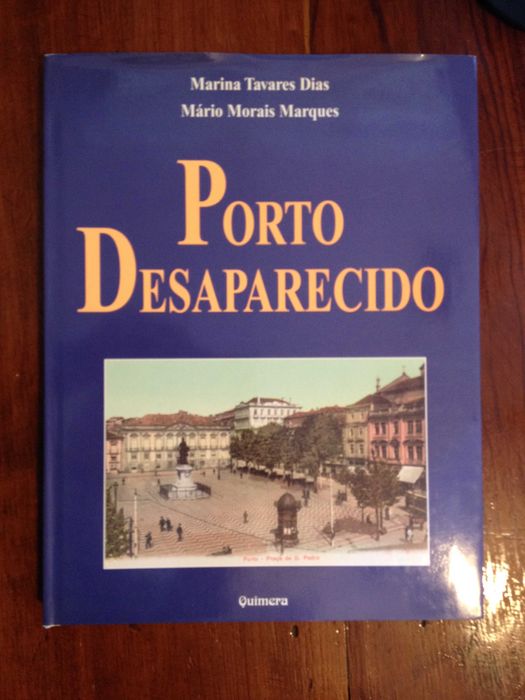 Marina Tavares Dias
Mário Morais Marques
PORTO
DESAPARECIDO
Porto - Praça de D. Pedro
Quimera